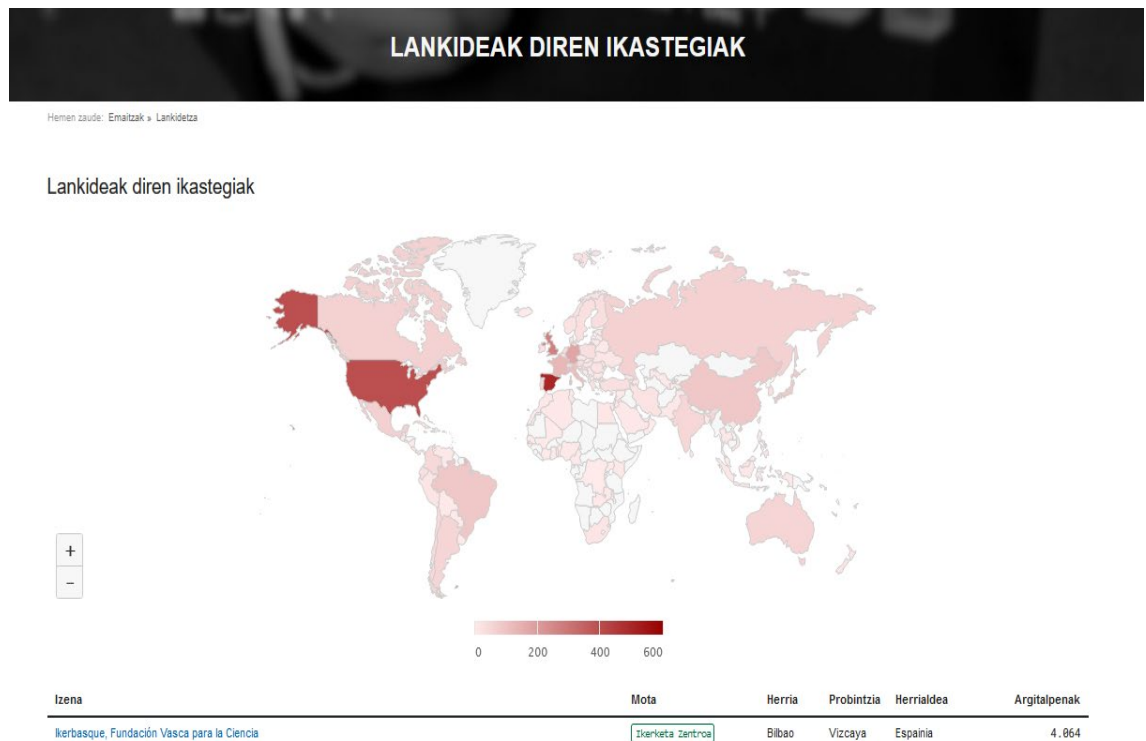 LANKIDEAK DIREN IKASTEGIAK
Hemen zaude: Emaitzak » Lankidetza
Lankideak diren ikastegiak
+
−
0 200 400 600
Izena Mota Herria Probintzia Herrialdea Argitalpenak
Ikerbasque, Fundación Vasca para la Ciencia Ikerketa Zentroa Bilbao Vizcaya Espainia 4.064